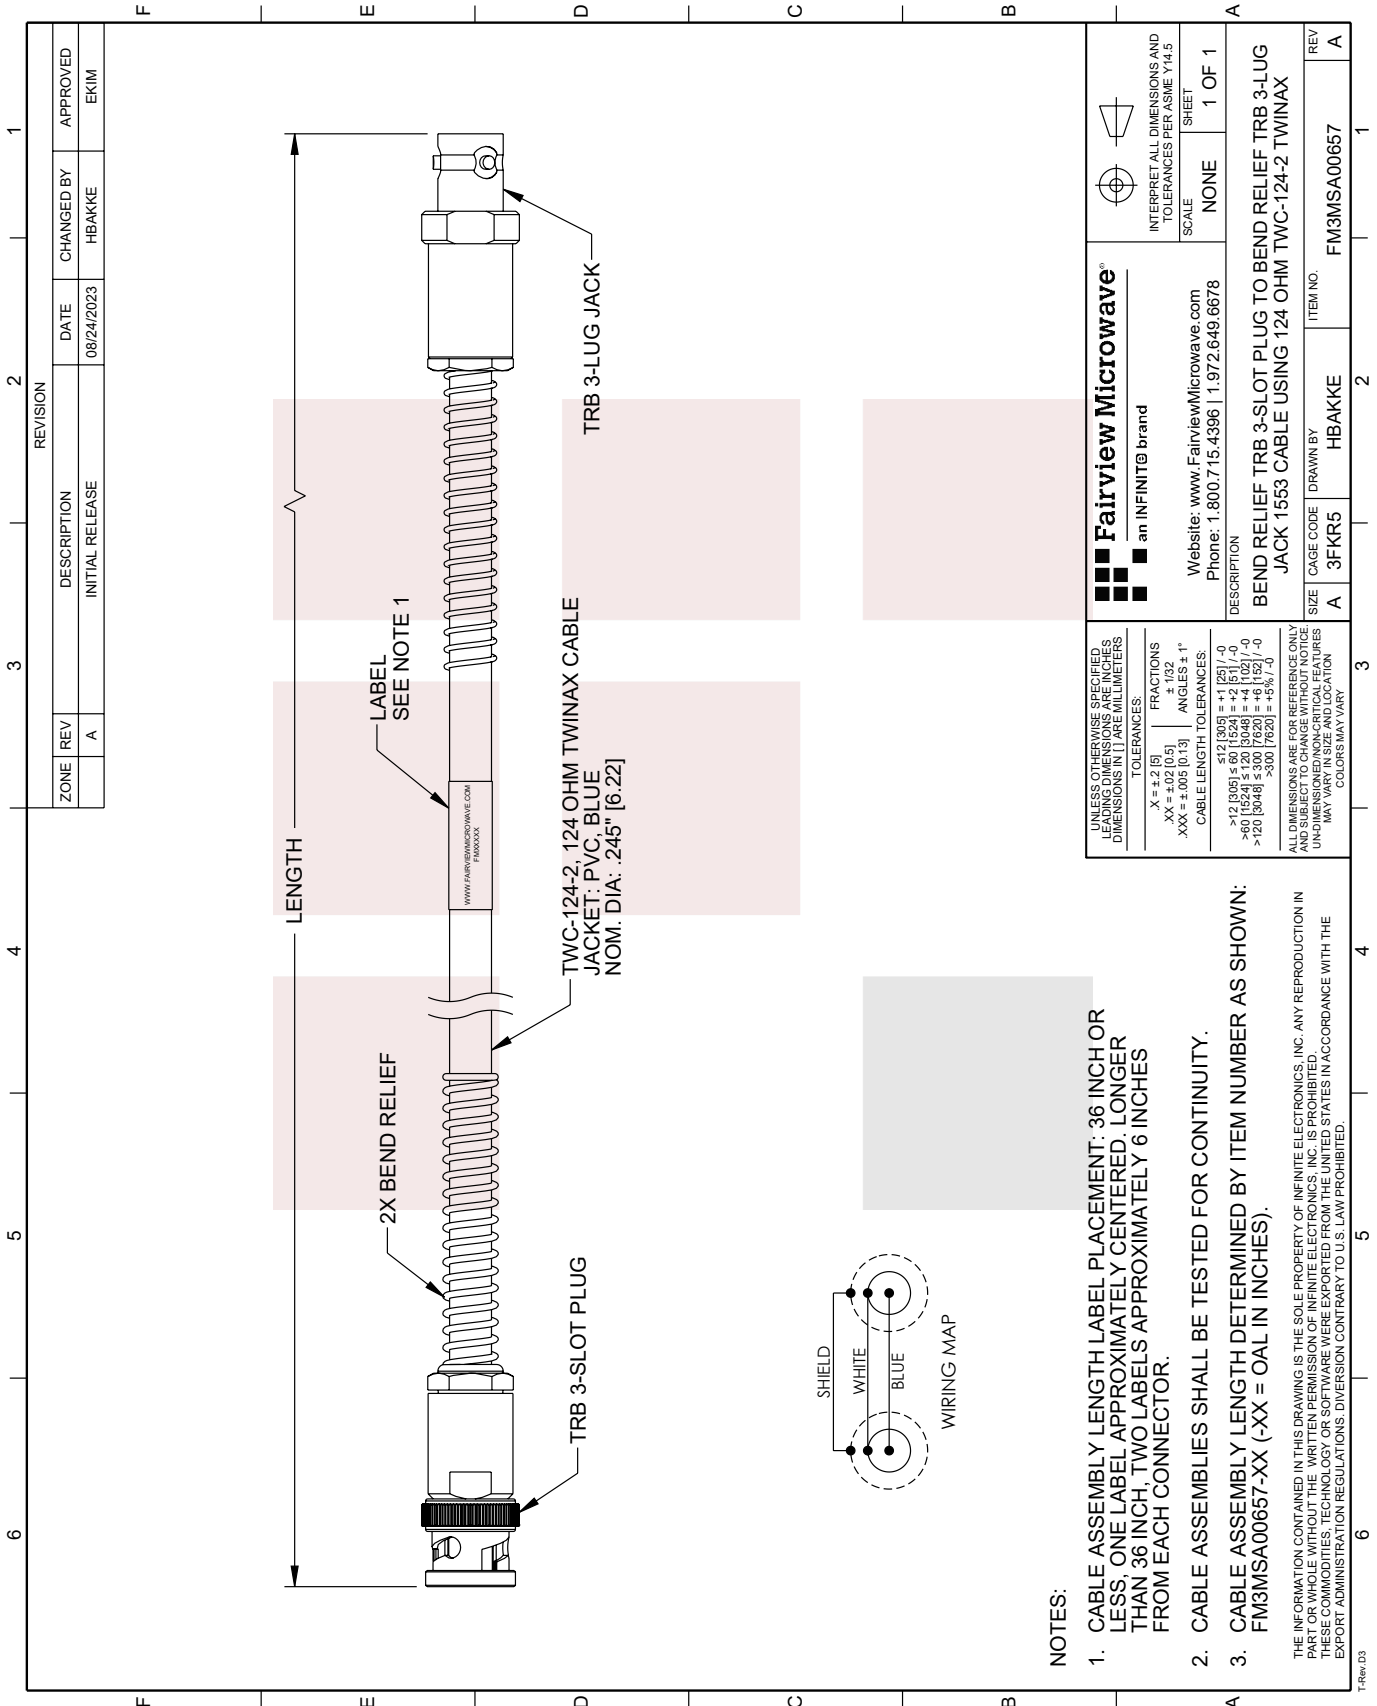 6
5
4
3
2
1
REVISION
ZONE
REV
DESCRIPTION
DATE
CHANGED BY
APPROVED
A
INITIAL RELEASE
08/24/2023
HBAKKE
EKIM
F
E
D
C
B
A
F
E
D
C
B
A
LENGTH
2X BEND RELIEF
LABEL
SEE NOTE 1
WWW.FAIRVIEWMICROWAVE.COM
FMXXXXX
TWC-124-2, 124 OHM TWINAX CABLE
JACKET: PVC, BLUE
NOM. DIA: .245" [6.22]
TRB 3-SLOT PLUG
TRB 3-LUG JACK
SHIELD
WHITE
BLUE
WIRING MAP
NOTES:
1. CABLE ASSEMBLY LENGTH LABEL PLACEMENT: 36 INCH OR
LESS, ONE LABEL APPROXIMATELY CENTERED. LONGER
THAN 36 INCH, TWO LABELS APPROXIMATELY 6 INCHES
FROM EACH CONNECTOR.
2. CABLE ASSEMBLIES SHALL BE TESTED FOR CONTINUITY.
3. CABLE ASSEMBLY LENGTH DETERMINED BY ITEM NUMBER AS SHOWN:
FM3MSA00657-XX (-XX = OAL IN INCHES).
THE INFORMATION CONTAINED IN THIS DRAWING IS THE SOLE PROPERTY OF INFINITE ELECTRONICS, INC. ANY REPRODUCTION IN
PART OR WHOLE WITHOUT THE WRITTEN PERMISSION OF INFINITE ELECTRONICS, INC. IS PROHIBITED.
THESE COMMODITIES, TECHNOLOGY OR SOFTWARE WERE EXPORTED FROM THE UNITED STATES IN ACCORDANCE WITH THE
EXPORT ADMINISTRATION REGULATIONS. DIVERSION CONTRARY TO U.S. LAW PROHIBITED.
UNLESS OTHERWISE SPECIFIED
LEADING DIMENSIONS ARE INCHES
DIMENSIONS IN [ ] ARE MILLIMETERS
TOLERANCES:
.X = ±.2 [5]
.XX = ±.02 [0.5]
.XXX = ±.005 [0.13]
FRACTIONS
± 1/32
ANGLES ± 1°
CABLE LENGTH TOLERANCES:
≤12 [305] = +1 [25] / -0
>12 [305] ≤ 60 [1524] = +2 [51] / -0
>60 [1524] ≤ 120 [3048] = +4 [102] / -0
>120 [3048] ≤ 300 [7620] = +6 [152] / -0
>300 [7620] = +5% / -0
ALL DIMENSIONS ARE FOR REFERENCE ONLY
AND SUBJECT TO CHANGE WITHOUT NOTICE.
UN-DIMENSIONED/NON-CRITICAL FEATURES
MAY VARY IN SIZE AND LOCATION
COLORS MAY VARY
Fairview Microwave®
an INFINIT@ brand
Website: www.FairviewMicrowave.com
Phone: 1.800.715.4396 | 1.972.649.6678
INTERPRET ALL DIMENSIONS AND
TOLERANCES PER ASME Y14.5
SCALE
NONE
SHEET
1 OF 1
DESCRIPTION
BEND RELIEF TRB 3-SLOT PLUG TO BEND RELIEF TRB 3-LUG
JACK 1553 CABLE USING 124 OHM TWC-124-2 TWINAX
SIZE
A
CAGE CODE
3FKR5
DRAWN BY
HBAKKE
ITEM NO.
FM3MSA00657
REV
A
6
5
4
3
2
1
T-Rev.D3